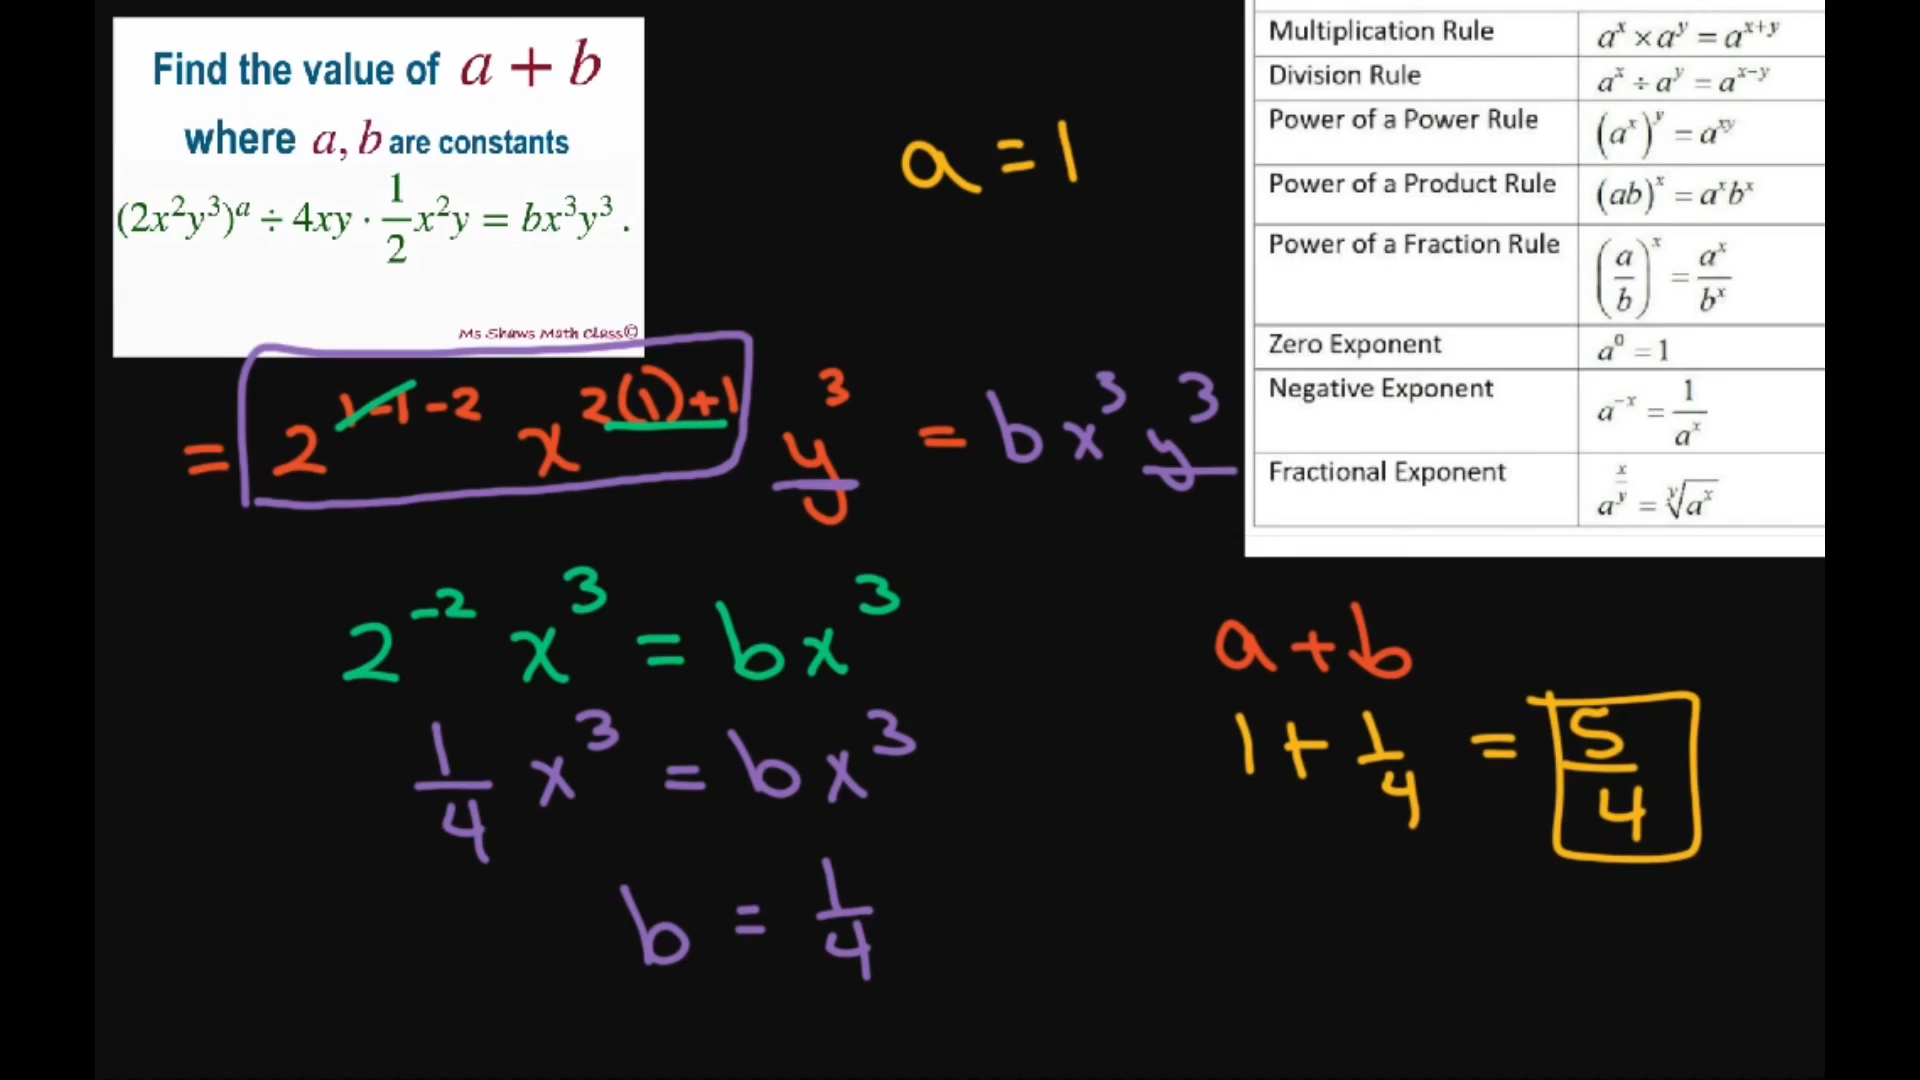 Find the value of a + b
where a, b are constants
(2x²y³)ᵃ ÷ 4xy · 1/2 x²y = bx³y³ .
Ms Shaws Math Class©
a = 1
= 2^(1-1-2) x^(2(1)+1) y³ = bx³y³
2⁻² x³ = bx³
1/4 x³ = bx³
b = 1/4
Multiplication Rule aˣ × aʸ = aˣ⁺ʸ
Division Rule aˣ ÷ aʸ = aˣ⁻ʸ
Power of a Power Rule (aˣ)ʸ = aˣʸ
Power of a Product Rule (ab)ˣ = aˣbˣ
Power of a Fraction Rule (a/b)ˣ = aˣ/bˣ
Zero Exponent a⁰ = 1
Negative Exponent a⁻ˣ = 1/aˣ
Fractional Exponent a^(x/y) = ʸ√aˣ
a + b
1 + 1/4 = 5/4